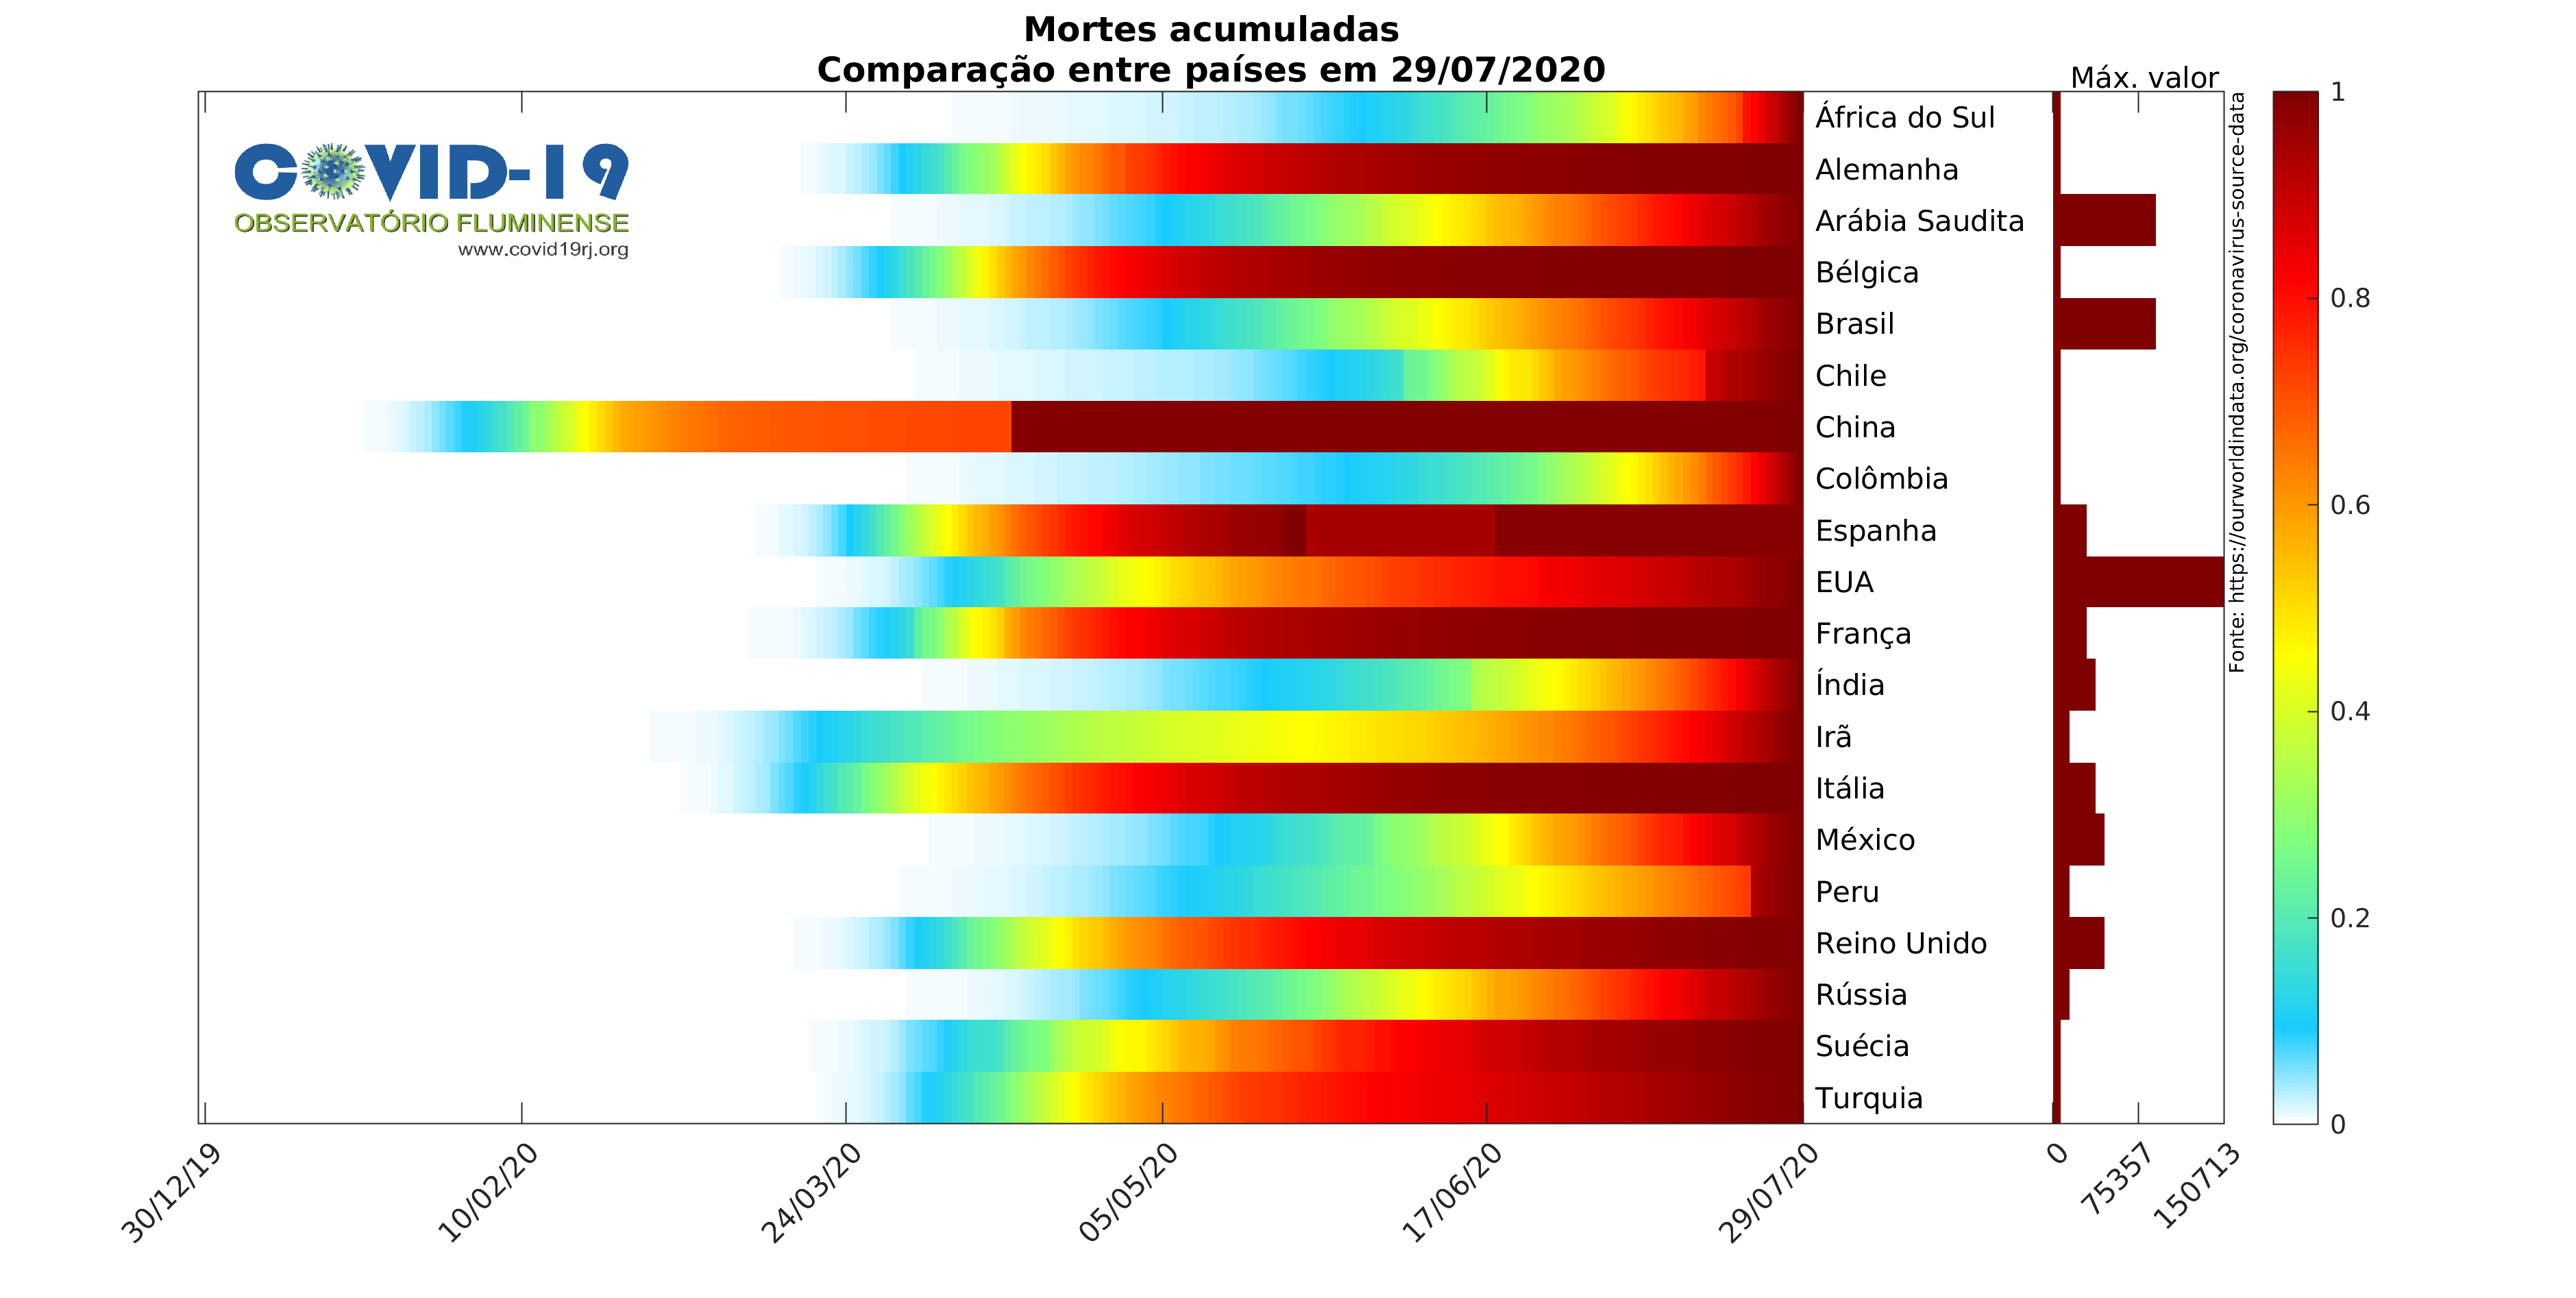 Mortes acumuladas
Comparação entre países em 29/07/2020
Máx. valor
COVID-19
OBSERVATÓRIO FLUMINENSE
www.covid19rj.org
África do Sul
Alemanha
Arábia Saudita
Bélgica
Brasil
Chile
China
Colômbia
Espanha
EUA
França
Índia
Irã
Itália
México
Peru
Reino Unido
Rússia
Suécia
Turquia
Fonte: https://ourworldindata.org/coronavirus-source-data
1
0.8
0.6
0.4
0.2
0
30/12/19
10/02/20
24/03/20
05/05/20
17/06/20
29/07/20
0
75357
150713